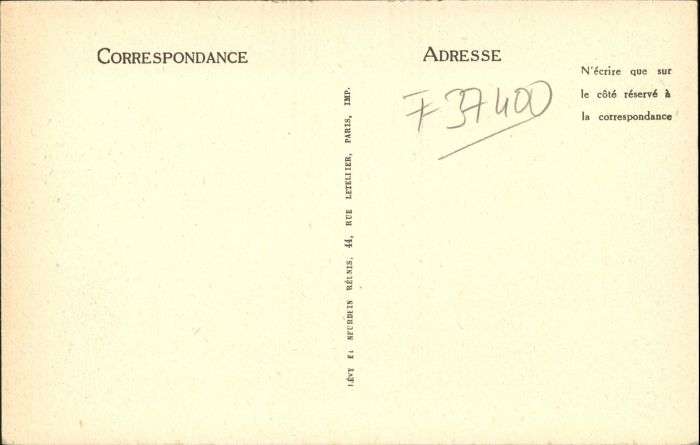 CORRESPONDANCE
ADRESSE
N'écrire que sur
le côté réservé à
la correspondance
F 37400
LÉVY ET NEURDEIN RÉUNIS, 44, RUE LETELLIER, PARIS, IMP.